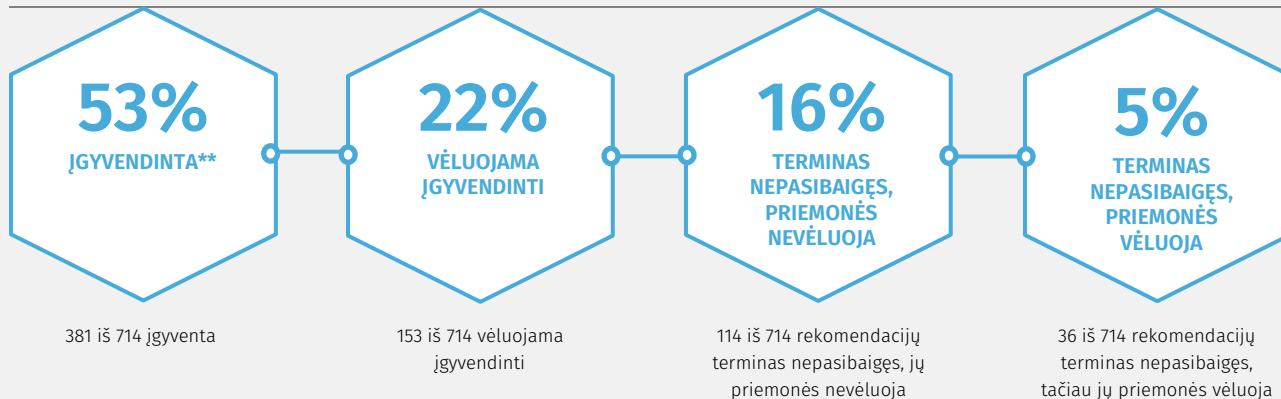 53%
ĮGYVENDINTA**
22%
VĖLUOJAMA
ĮGYVENDINTI
16%
TERMINAS
NEPASIBAIGĘS,
PRIEMONĖS
NEVĖLUOJA
5%
TERMINAS
NEPASIBAIGĘS,
PRIEMONĖS
VĖLUOJA
381 iš 714 įgyventa
153 iš 714 vėluojama
įgyvendinti
114 iš 714 rekomendacijų
terminas nepasibaigęs, jų
priemonės nevėluoja
36 iš 714 rekomendacijų
terminas nepasibaigęs,
tačiau jų priemonės vėluoja